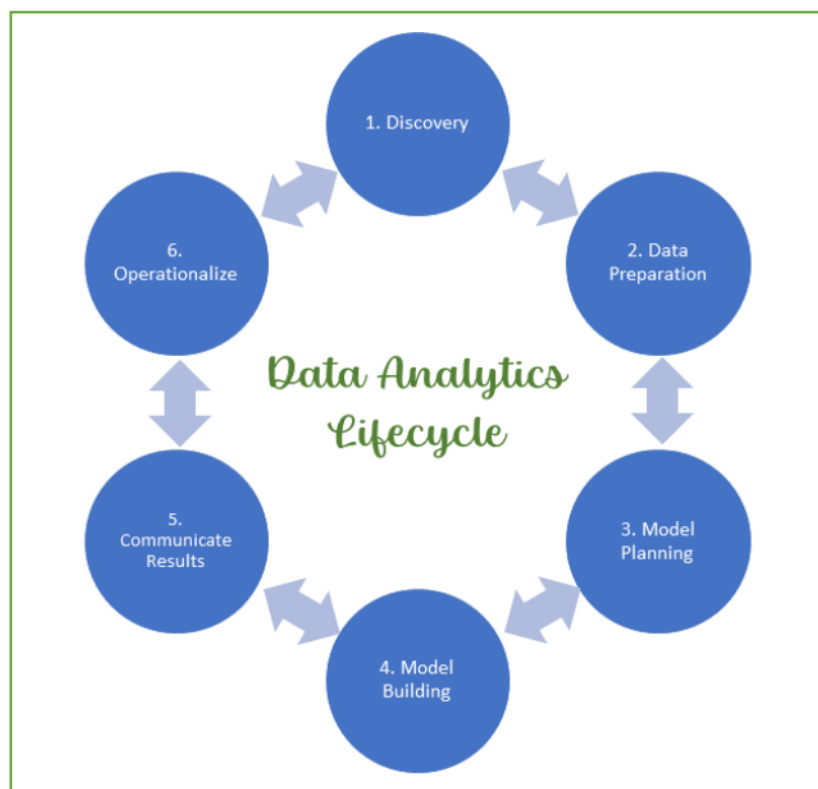 1. Discovery
2. Data
Preparation
3. Model
Planning
4. Model
Building
5.
Communicate
Results
6.
Operationalize
Data Analytics
Lifecycle